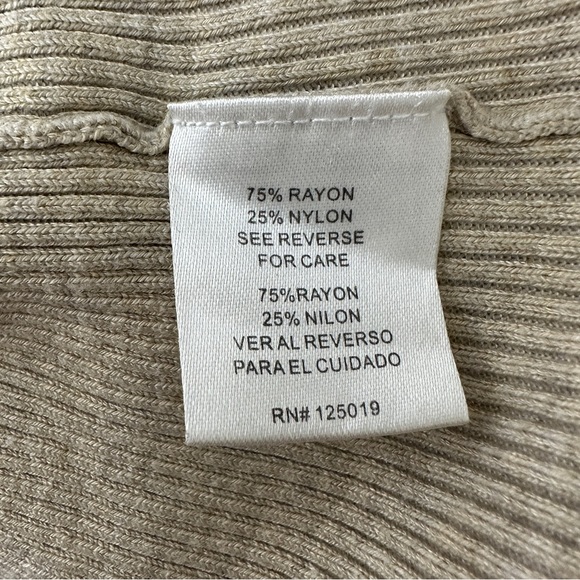 75% RAYON
25% NYLON
SEE REVERSE
FOR CARE
75%RAYON
25% NILON
VER AL REVERSO
PARA EL CUIDADO
RN# 125019